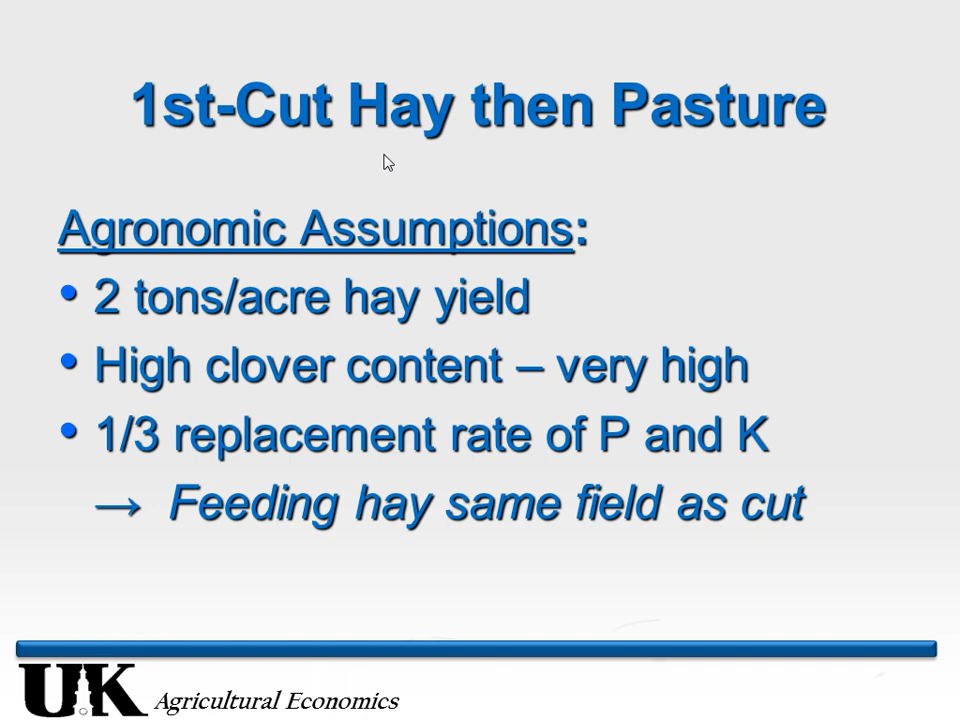 1st-Cut Hay then Pasture
Agronomic Assumptions:
• 2 tons/acre hay yield
• High clover content – very high
• 1/3 replacement rate of P and K
→ Feeding hay same field as cut
UK
Agricultural Economics